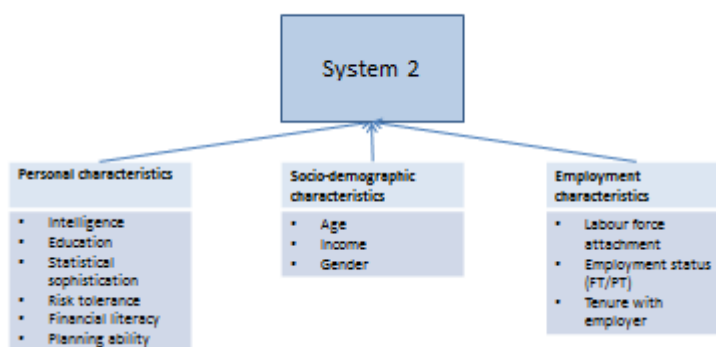 System 2
Personal characteristics
• Intelligence
• Education
• Statistical
sophistication
• Risk tolerance
• Financial literacy
• Planning ability
Socio-demographic
characteristics
• Age
• Income
• Gender
Employment
characteristics
• Labour force
attachment
• Employment status
(FT/PT)
• Tenure with
employer